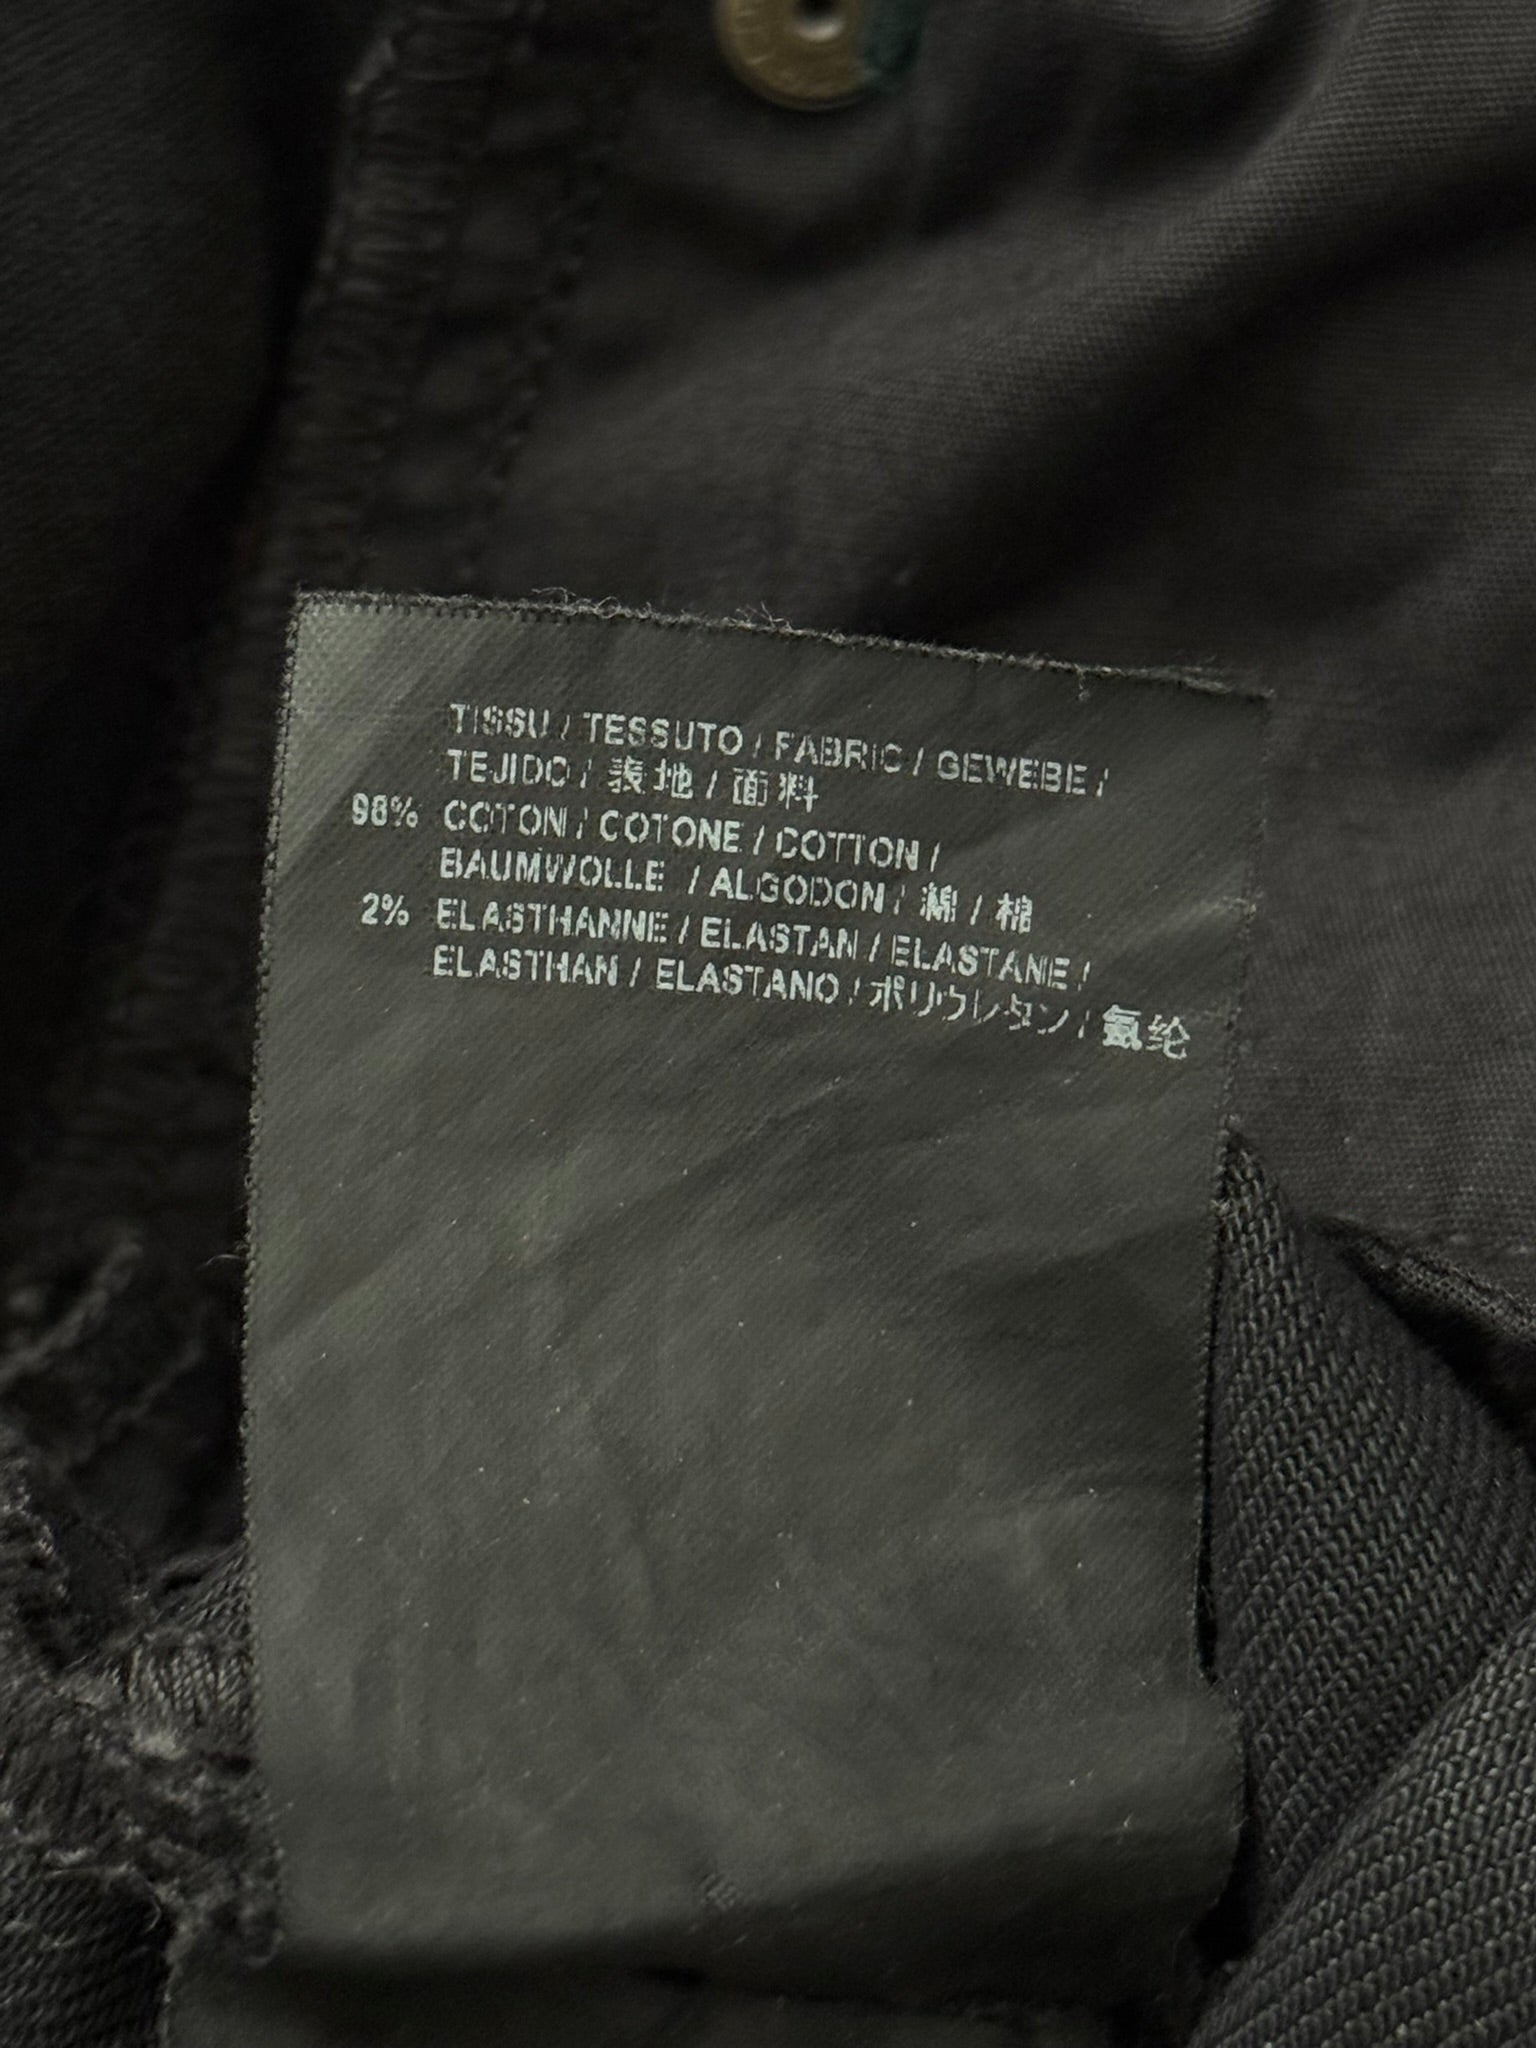 TISSU / TESSUTO / FABRIC / GEWEBE /
TEJIDO / 表地 / 面料
98% COTON / COTONE / COTTON /
BAUMWOLLE / ALGODON / 綿 / 棉
2% ELASTHANNE / ELASTAN / ELASTANE /
ELASTHAN / ELASTANO / ポリウレタン / 氨纶